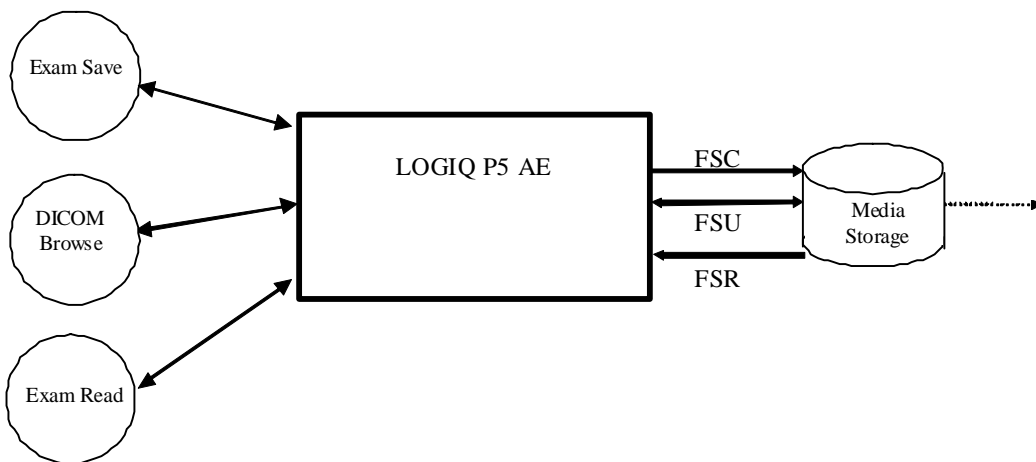 Exam Save
DICOM
Browse
Exam Read
LOGIQ P5 AE
FSC
FSU
FSR
Media
Storage